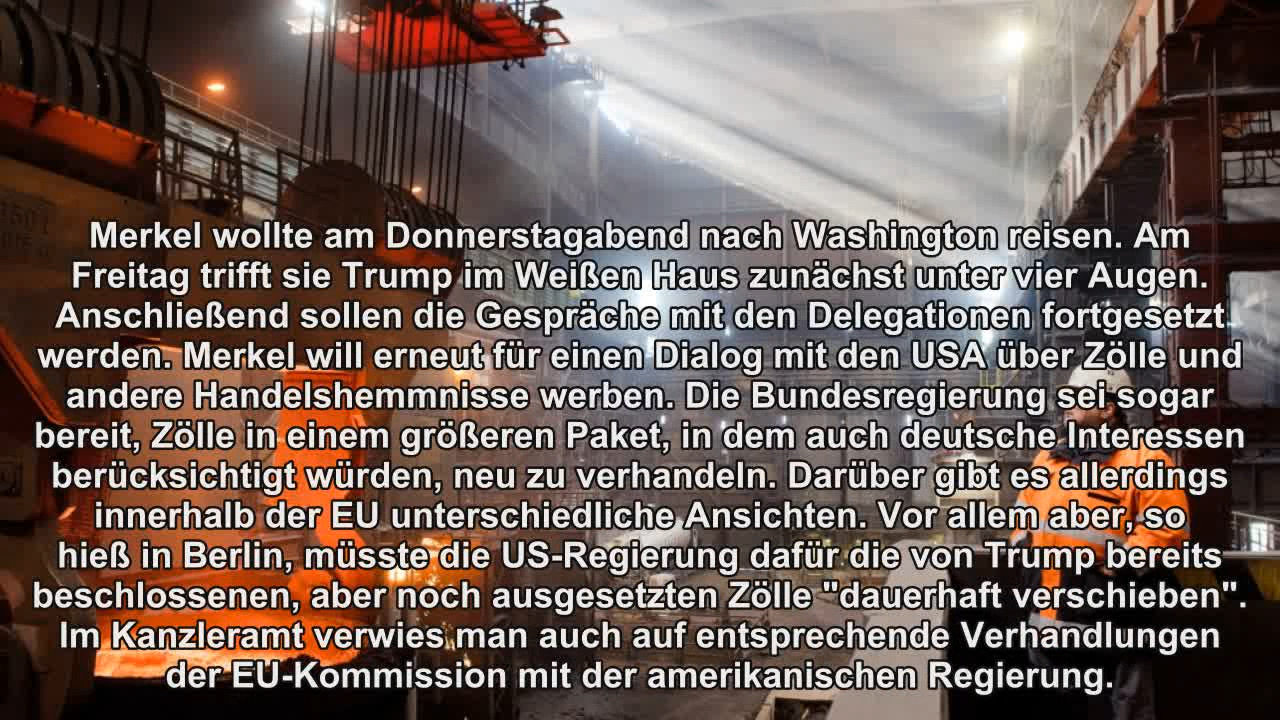 Merkel wollte am Donnerstagabend nach Washington reisen. Am
Freitag trifft sie Trump im Weißen Haus zunächst unter vier Augen.
Anschließend sollen die Gespräche mit den Delegationen fortgesetzt
werden. Merkel will erneut für einen Dialog mit den USA über Zölle und
andere Handelshemmnisse werben. Die Bundesregierung sei sogar
bereit, Zölle in einem größeren Paket, in dem auch deutsche Interessen
berücksichtigt würden, neu zu verhandeln. Darüber gibt es allerdings
innerhalb der EU unterschiedliche Ansichten. Vor allem aber, so
hieß in Berlin, müsste die US-Regierung dafür die von Trump bereits
beschlossenen, aber noch ausgesetzten Zölle "dauerhaft verschieben".
Im Kanzleramt verwies man auch auf entsprechende Verhandlungen
der EU-Kommission mit der amerikanischen Regierung.